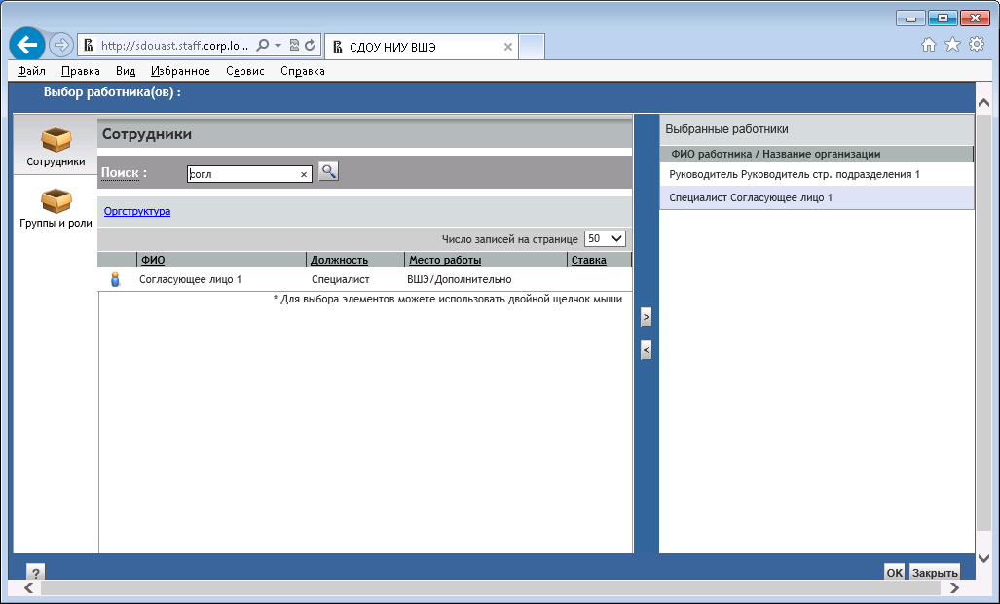 http://sdouast.staff.corp.lo...
СДОУ НИУ ВШЭ
Файл Правка Вид Избранное Сервис Справка
Выбор работника(ов) :
Сотрудники
Группы и роли
Сотрудники
Поиск :
согл
Оргструктура
Число записей на странице 50
ФИО Должность Место работы Ставка
Согласующее лицо 1 Специалист ВШЭ/Дополнительно
* Для выбора элементов можете использовать двойной щелчок мыши
>
<
Выбранные работники
ФИО работника / Название организации
Руководитель Руководитель стр. подразделения 1
Специалист Согласующее лицо 1
?
OK Закрыть